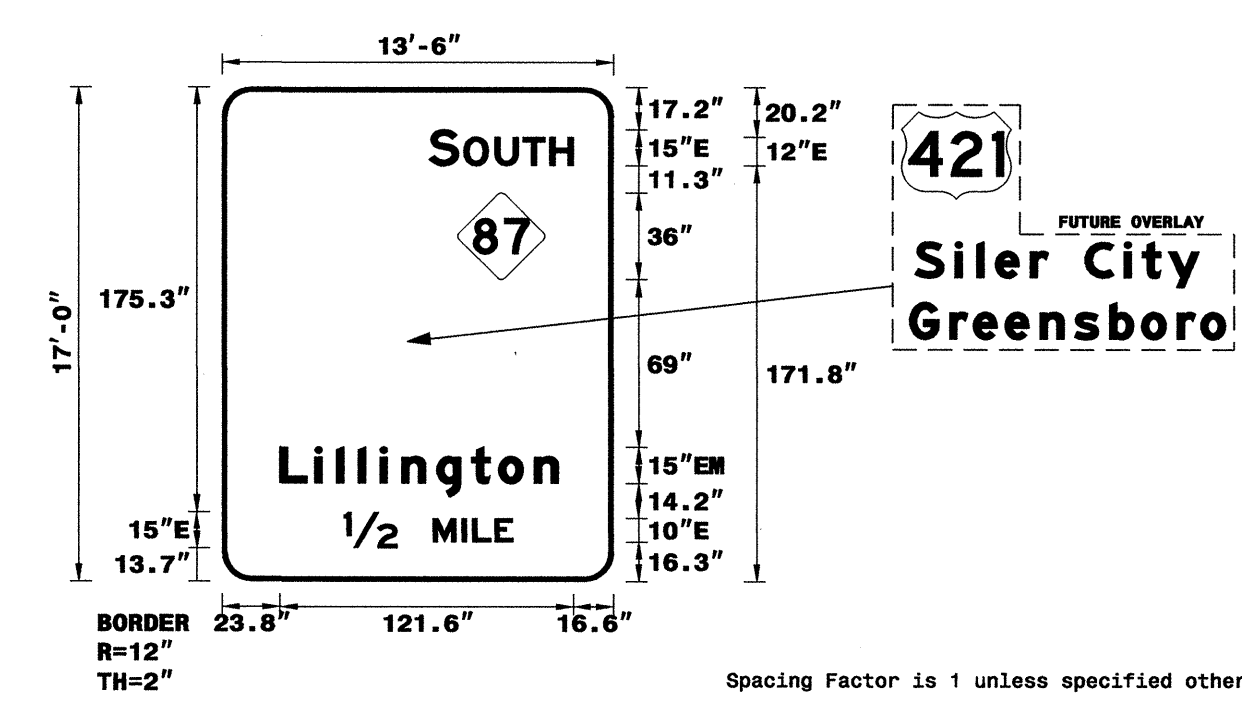 13'-6"
17.2"
20.2"
SOUTH
15"E
12"E
11.3"
421
87
36"
FUTURE OVERLAY
Siler City
Greensboro
175.3"
17'-0"
69"
171.8"
Lillington
15"EM
14.2"
1/2 MILE
15"E
10"E
13.7"
16.3"
23.8" 121.6" 16.6"
BORDER
R=12"
TH=2"
Spacing Factor is 1 unless specified other